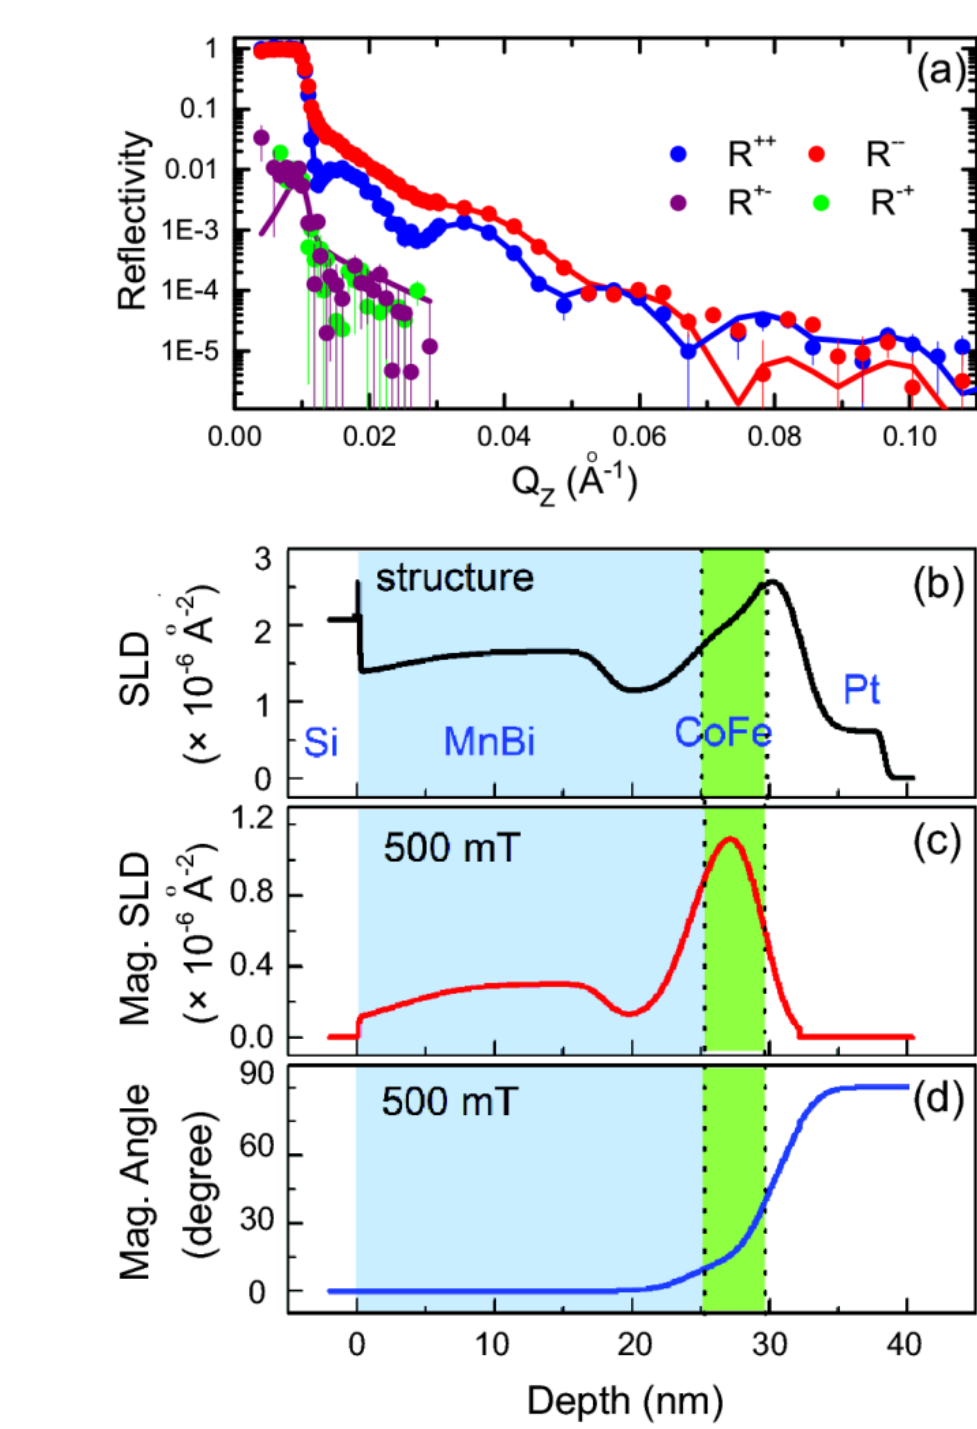 (a)
1
0.1
0.01
1E-3
1E-4
1E-5
Reflectivity
R++ R--
R+- R-+
0.00 0.02 0.04 0.06 0.08 0.10
QZ (Å-1)
(b)
structure
3
2
1
0
SLD
(× 10-6 Å-2)
Si MnBi CoFe Pt
(c)
500 mT
1.2
0.8
0.4
0.0
Mag. SLD
(× 10-6 Å-2)
(d)
500 mT
90
60
30
0
Mag. Angle
(degree)
0 10 20 30 40
Depth (nm)